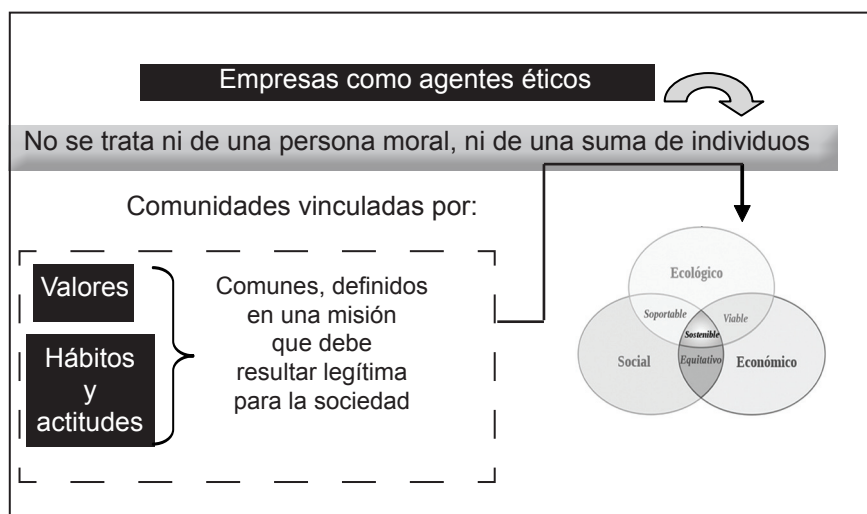 Empresas como agentes éticos
No se trata ni de una persona moral, ni de una suma de individuos
Comunidades vinculadas por:
Valores
Hábitos
y
actitudes
Comunes, definidos
en una misión
que debe
resultar legítima
para la sociedad
Ecológico
Soportable
Viable
Sostenible
Social
Equitativo
Económico